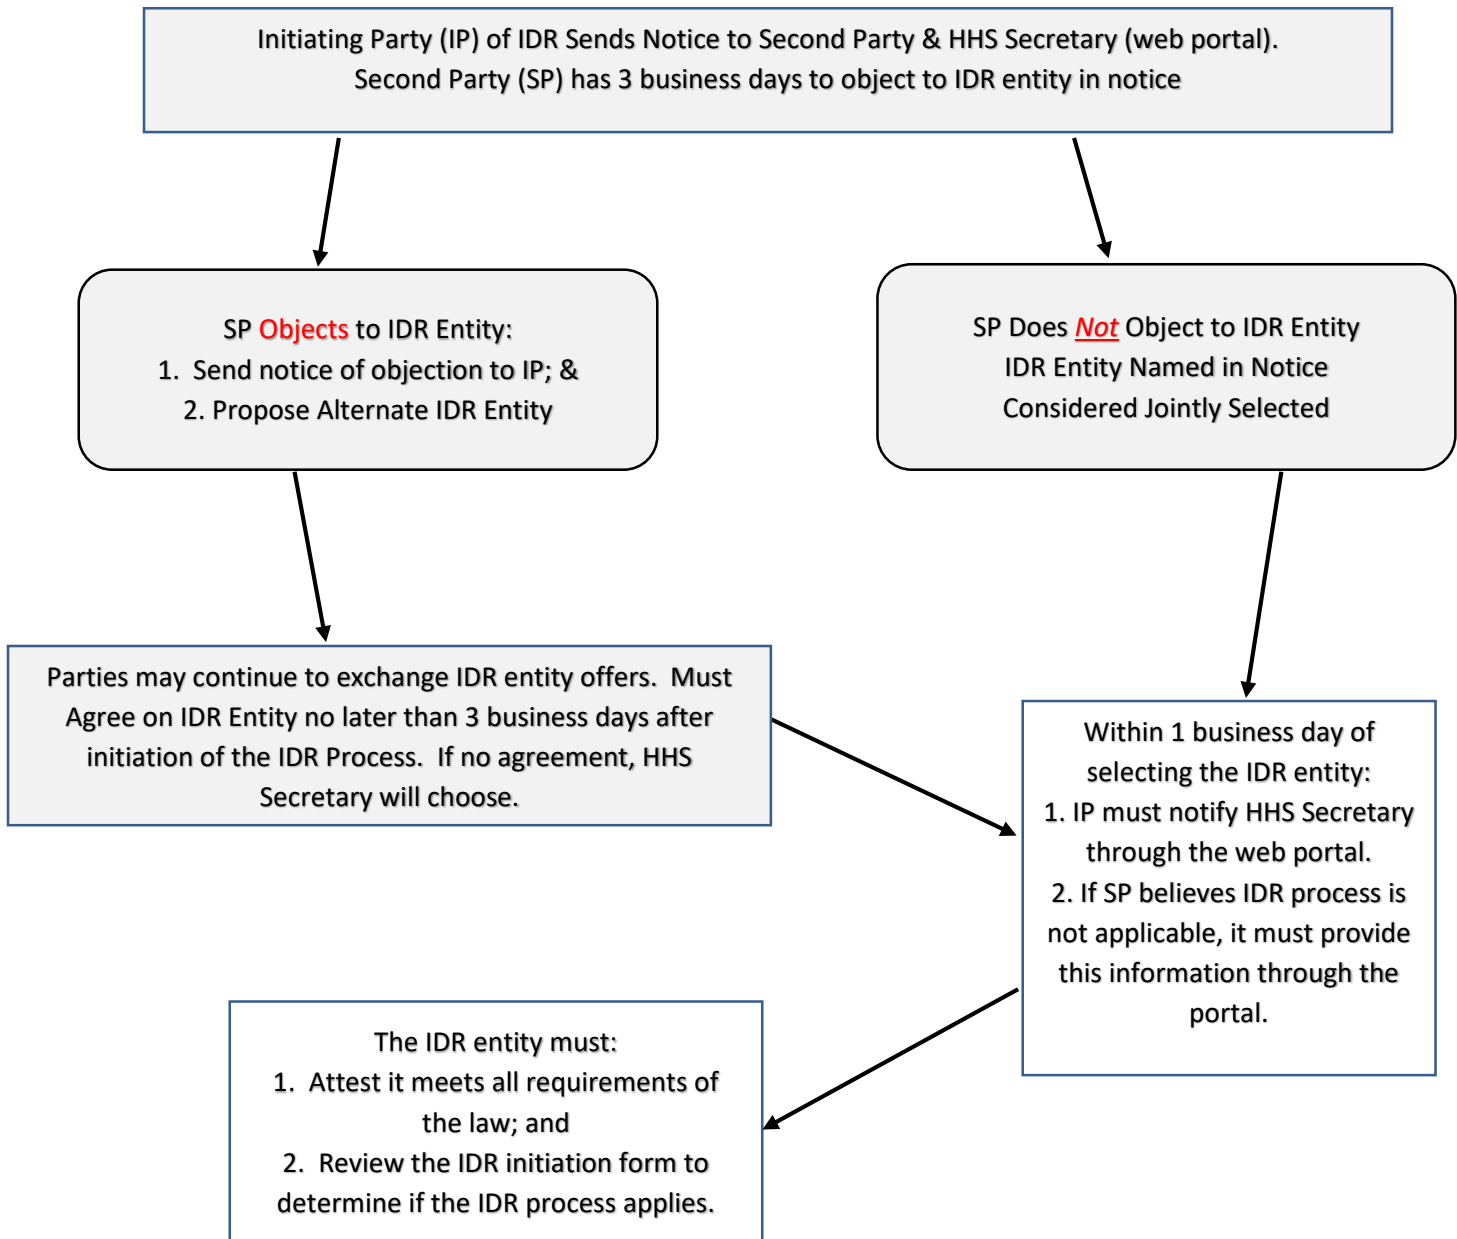 Initiating Party (IP) of IDR Sends Notice to Second Party & HHS Secretary (web portal).
Second Party (SP) has 3 business days to object to IDR entity in notice
SP Objects to IDR Entity:
1. Send notice of objection to IP; &
2. Propose Alternate IDR Entity
SP Does Not Object to IDR Entity
IDR Entity Named in Notice
Considered Jointly Selected
Parties may continue to exchange IDR entity offers. Must
Agree on IDR Entity no later than 3 business days after
initiation of the IDR Process. If no agreement, HHS
Secretary will choose.
Within 1 business day of
selecting the IDR entity:
1. IP must notify HHS Secretary
through the web portal.
2. If SP believes IDR process is
not applicable, it must provide
this information through the
portal.
The IDR entity must:
1. Attest it meets all requirements of
the law; and
2. Review the IDR initiation form to
determine if the IDR process applies.